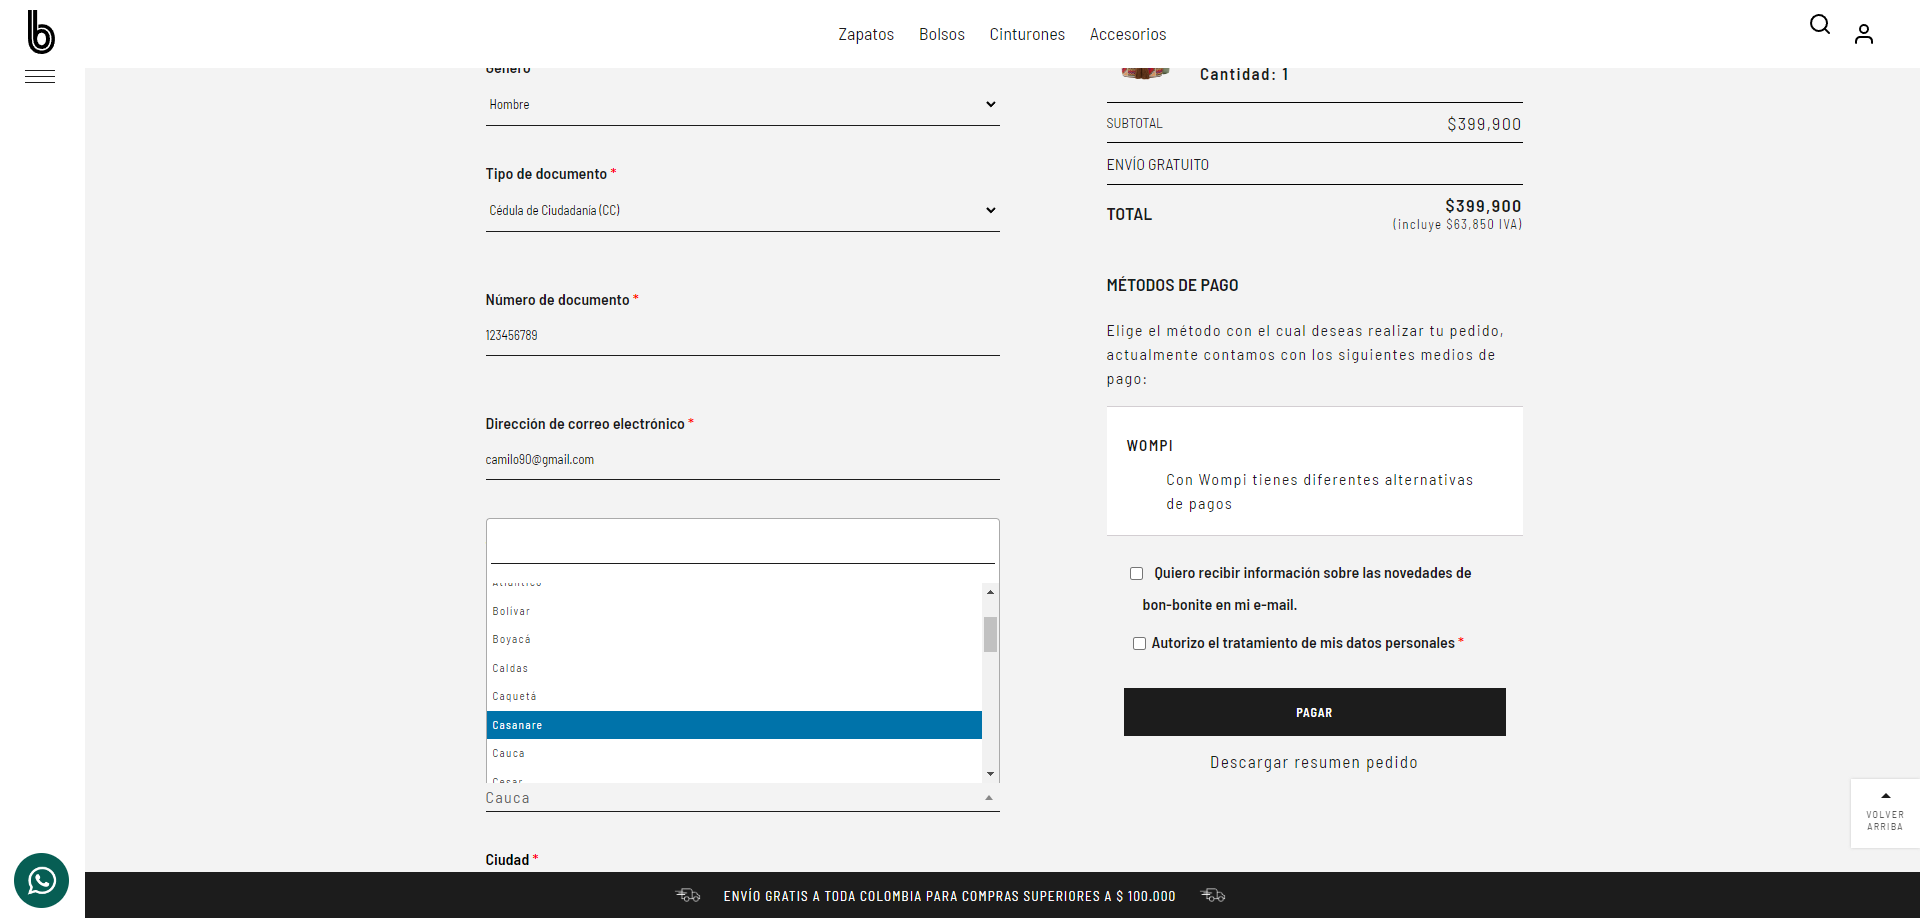 Zapatos
Bolsos
Cinturones
Accesorios
Género
Hombre
Tipo de documento *
Cédula de Ciudadanía (CC)
Número de documento *
123456789
Dirección de correo electrónico *
camilo90@gmail.com
Atlántico
Bolívar
Boyacá
Caldas
Caquetá
Casanare
Cauca
Cesar
Cauca
Ciudad *
Cantidad: 1
SUBTOTAL $399,900
ENVÍO GRATUITO
TOTAL $399,900
(incluye $63,850 IVA)
MÉTODOS DE PAGO
Elige el método con el cual deseas realizar tu pedido,
actualmente contamos con los siguientes medios de
pago:
WOMPI
Con Wompi tienes diferentes alternativas
de pagos
Quiero recibir información sobre las novedades de
bon-bonite en mi e-mail.
Autorizo el tratamiento de mis datos personales *
PAGAR
Descargar resumen pedido
VOLVER
ARRIBA
ENVÍO GRATIS A TODA COLOMBIA PARA COMPRAS SUPERIORES A $ 100.000